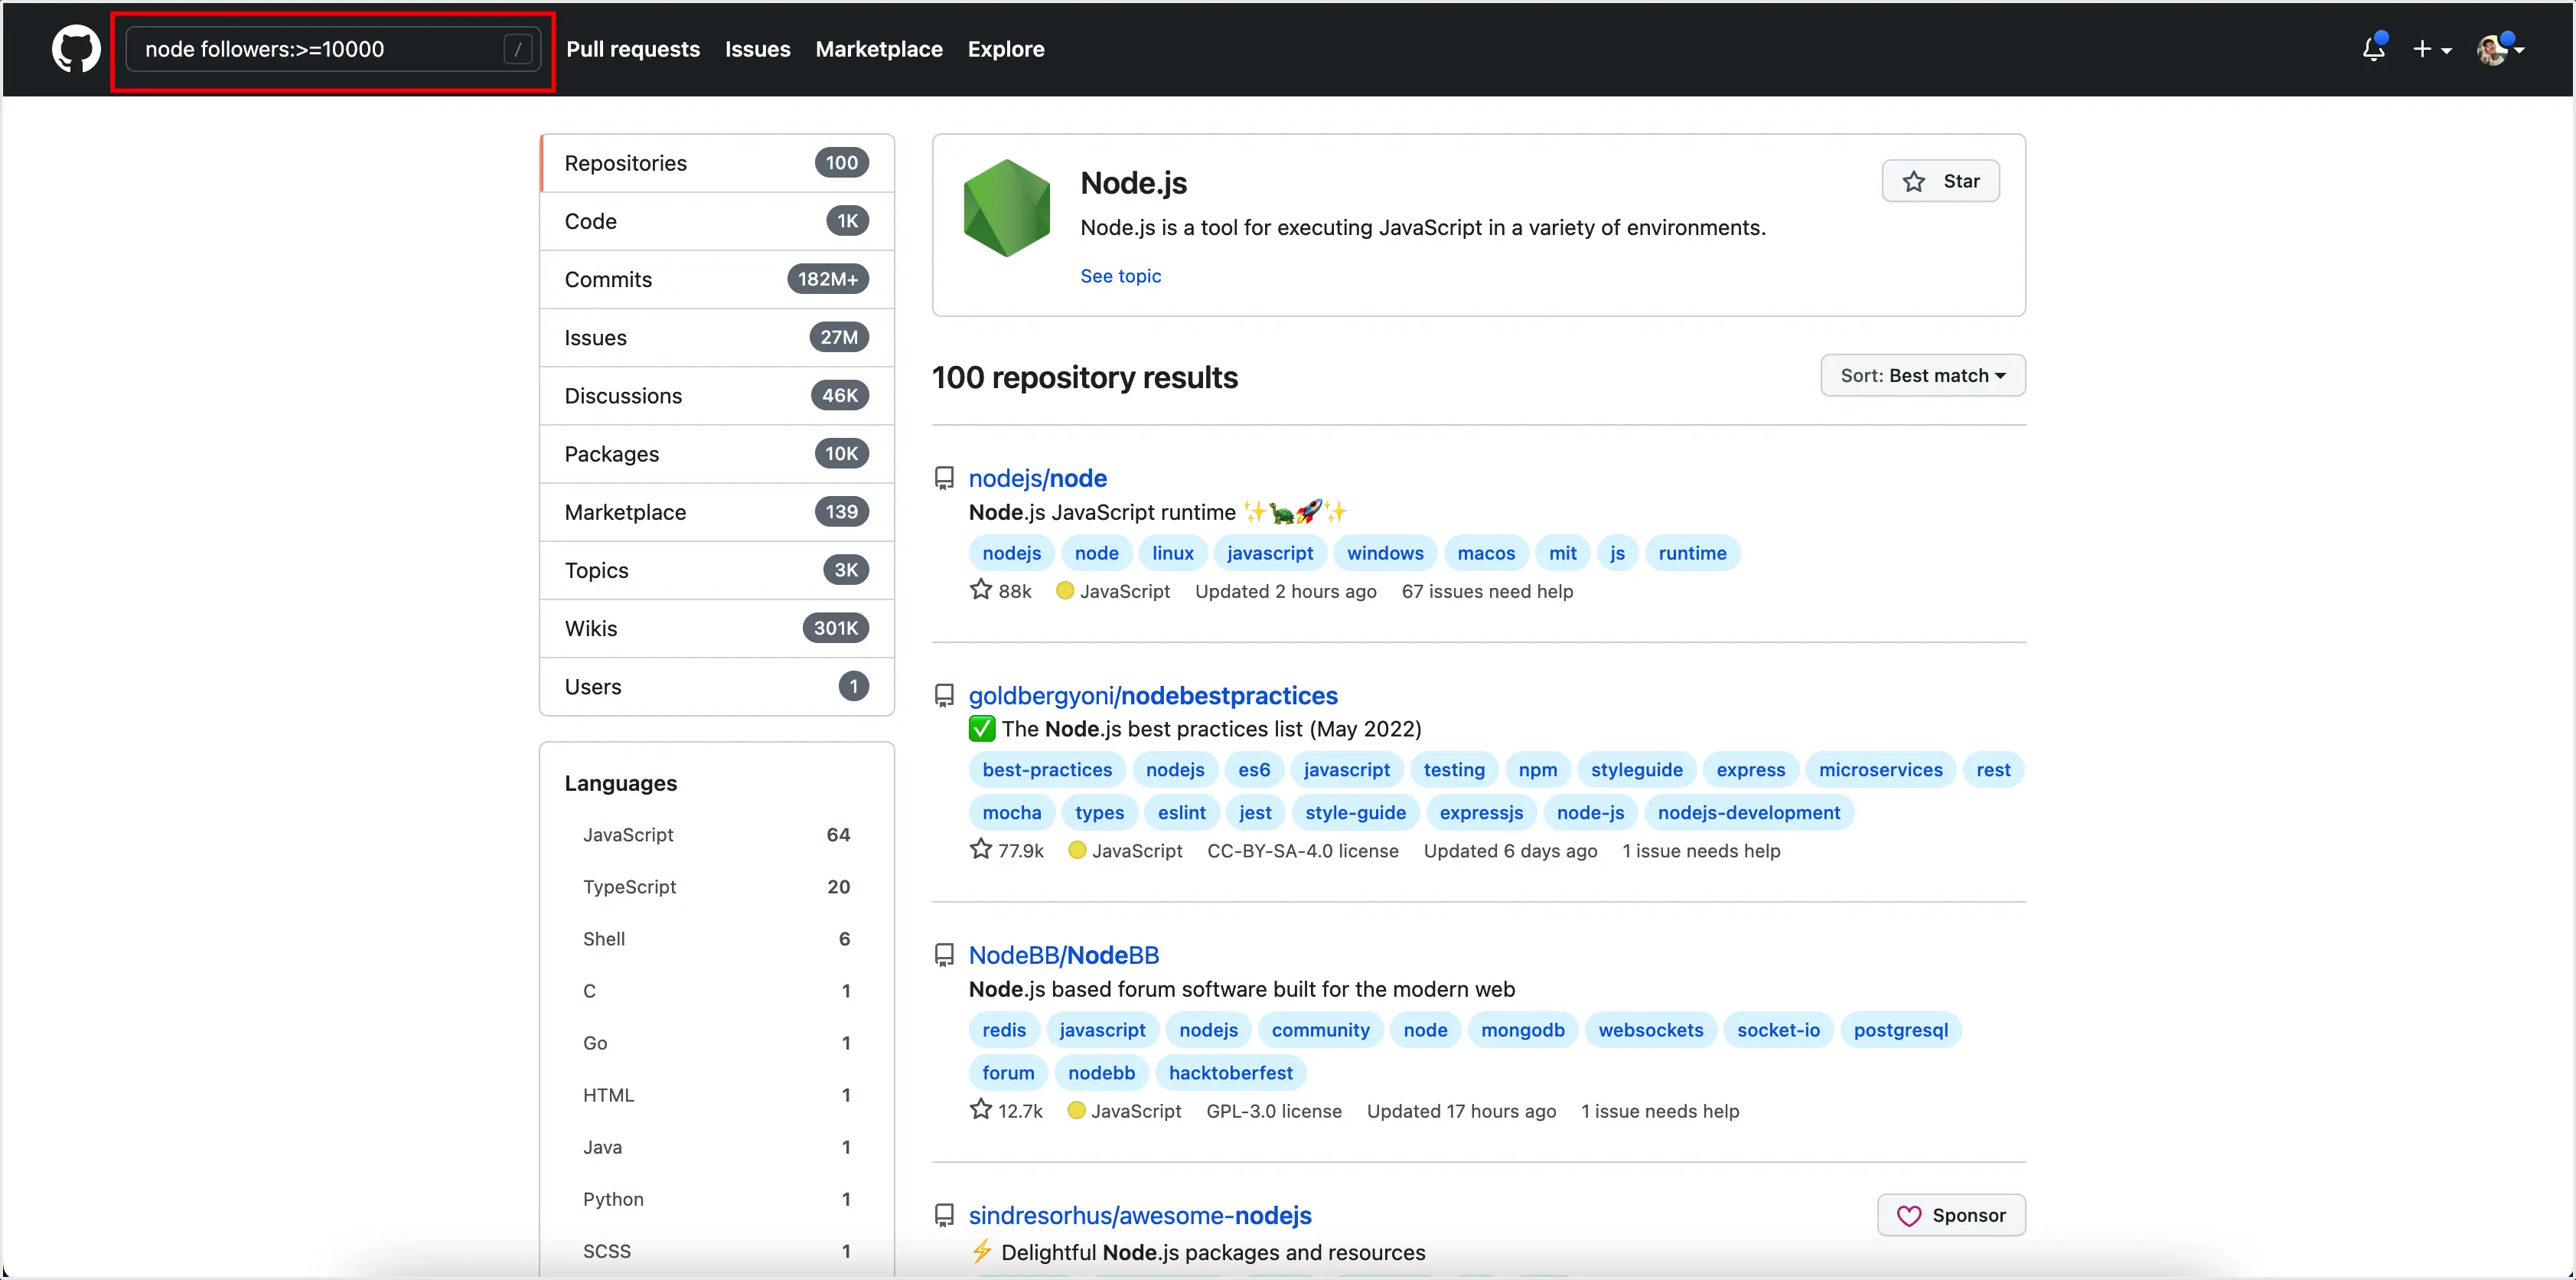 node followers:>=10000 /
Pull requests Issues Marketplace Explore
Repositories 100
Code 1K
Commits 182M+
Issues 27M
Discussions 46K
Packages 10K
Marketplace 139
Topics 3K
Wikis 301K
Users 1
Languages
JavaScript 64
TypeScript 20
Shell 6
C 1
Go 1
HTML 1
Java 1
Python 1
SCSS 1
Node.js
Star
Node.js is a tool for executing JavaScript in a variety of environments.
See topic
100 repository results
Sort: Best match
nodejs/node
Node.js JavaScript runtime ✨🐢🚀✨
nodejs node linux javascript windows macos mit js runtime
88k JavaScript Updated 2 hours ago 67 issues need help
goldbergyoni/nodebestpractices
✅ The Node.js best practices list (May 2022)
best-practices nodejs es6 javascript testing npm styleguide express microservices rest
mocha types eslint jest style-guide expressjs node-js nodejs-development
77.9k JavaScript CC-BY-SA-4.0 license Updated 6 days ago 1 issue needs help
NodeBB/NodeBB
Node.js based forum software built for the modern web
redis javascript nodejs community node mongodb websockets socket-io postgresql
forum nodebb hacktoberfest
12.7k JavaScript GPL-3.0 license Updated 17 hours ago 1 issue needs help
sindresorhus/awesome-nodejs
Sponsor
⚡ Delightful Node.js packages and resources